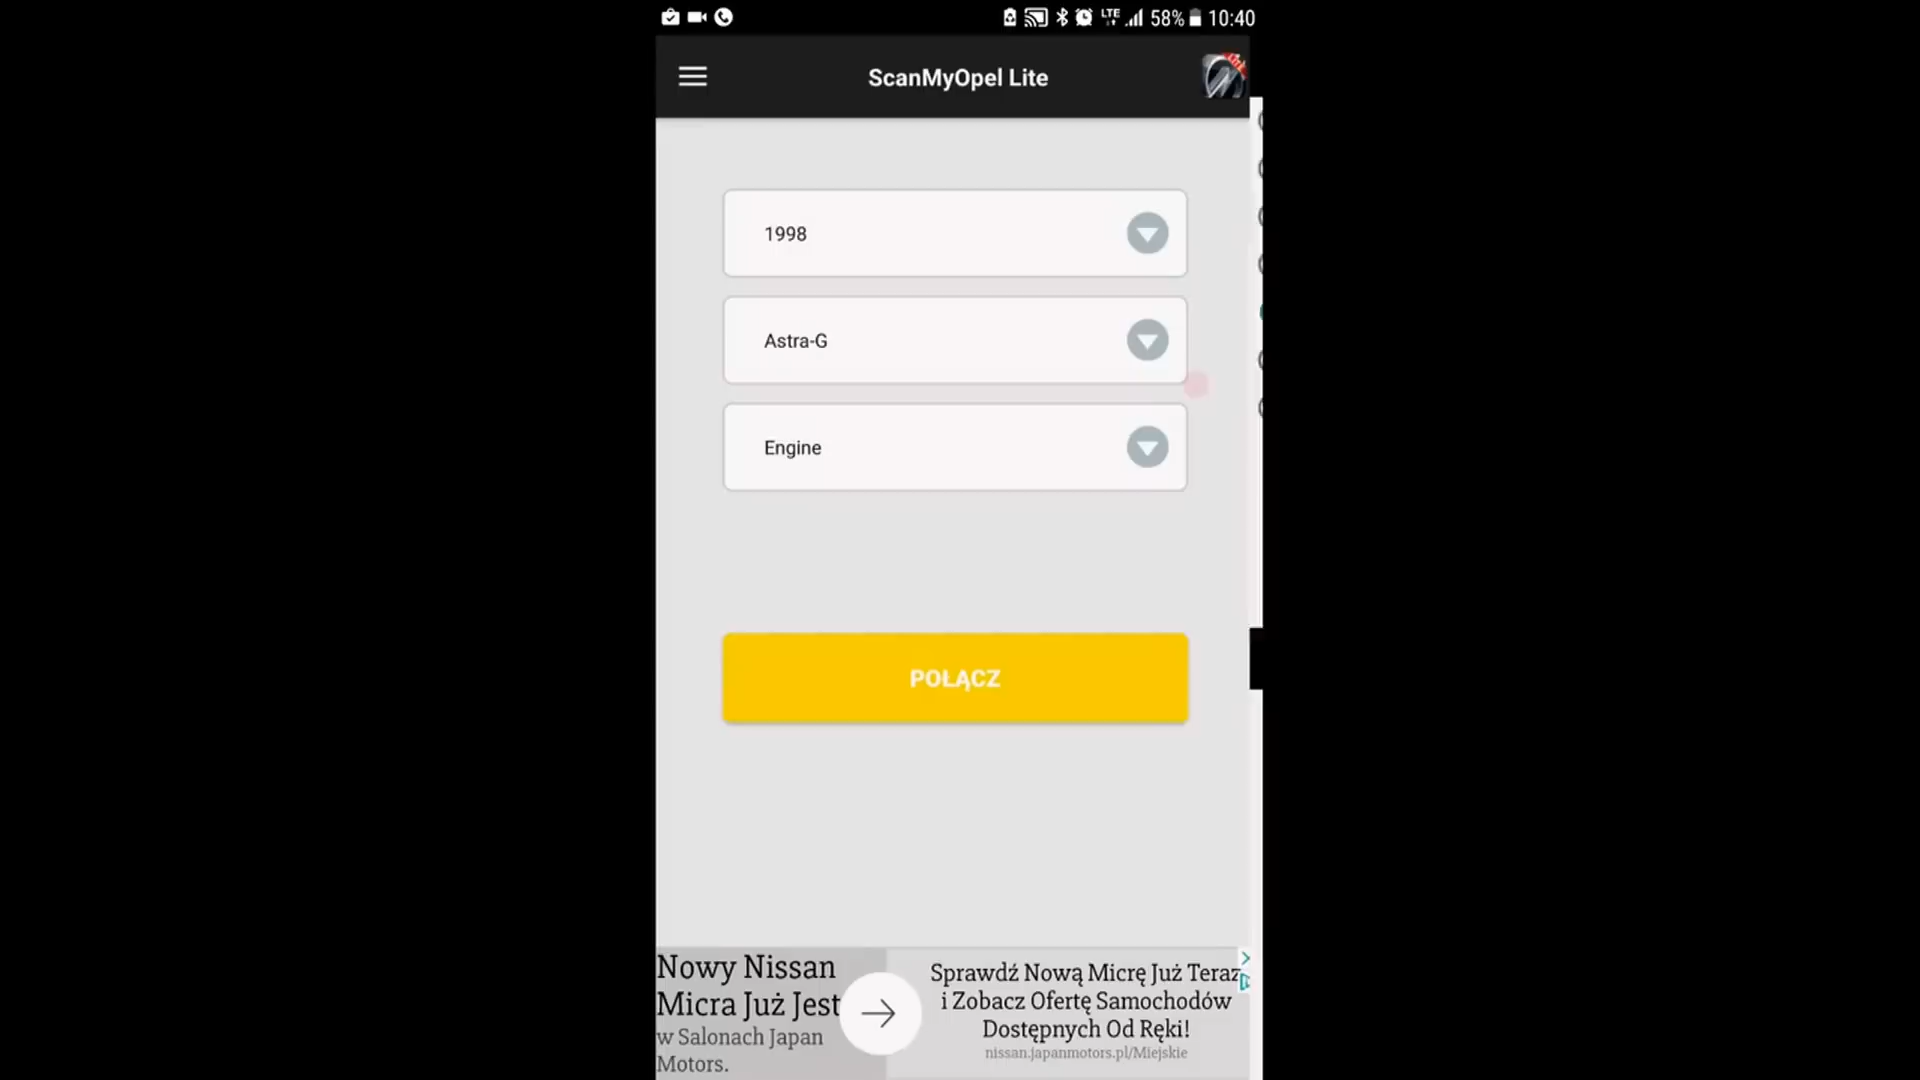 58% 10:40
ScanMyOpel Lite
1998
Astra-G
Engine
POŁĄCZ
Nowy Nissan
Micra Już Jest
w Salonach Japan
Motors.
Sprawdź Nową Micrę Już Teraz
i Zobacz Ofertę Samochodów
Dostępnych Od Ręki!
nissan.japanmotors.pl/Miejskie
LTE